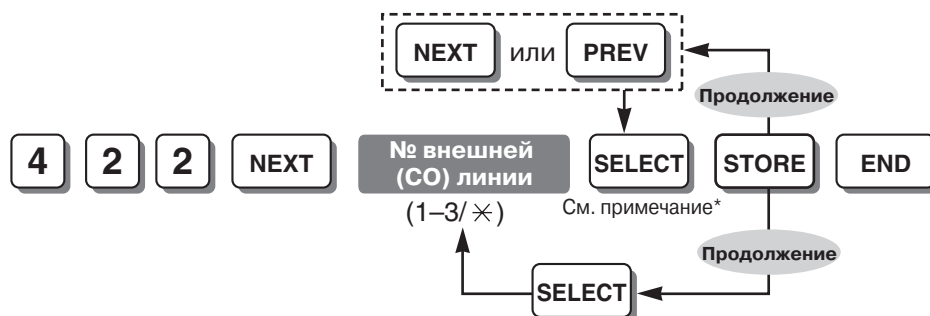 NEXT или PREV
Продолжение
4 2 2 NEXT № внешней (CO) линии SELECT STORE END
(1–3/✳) См. примечание*
Продолжение
SELECT